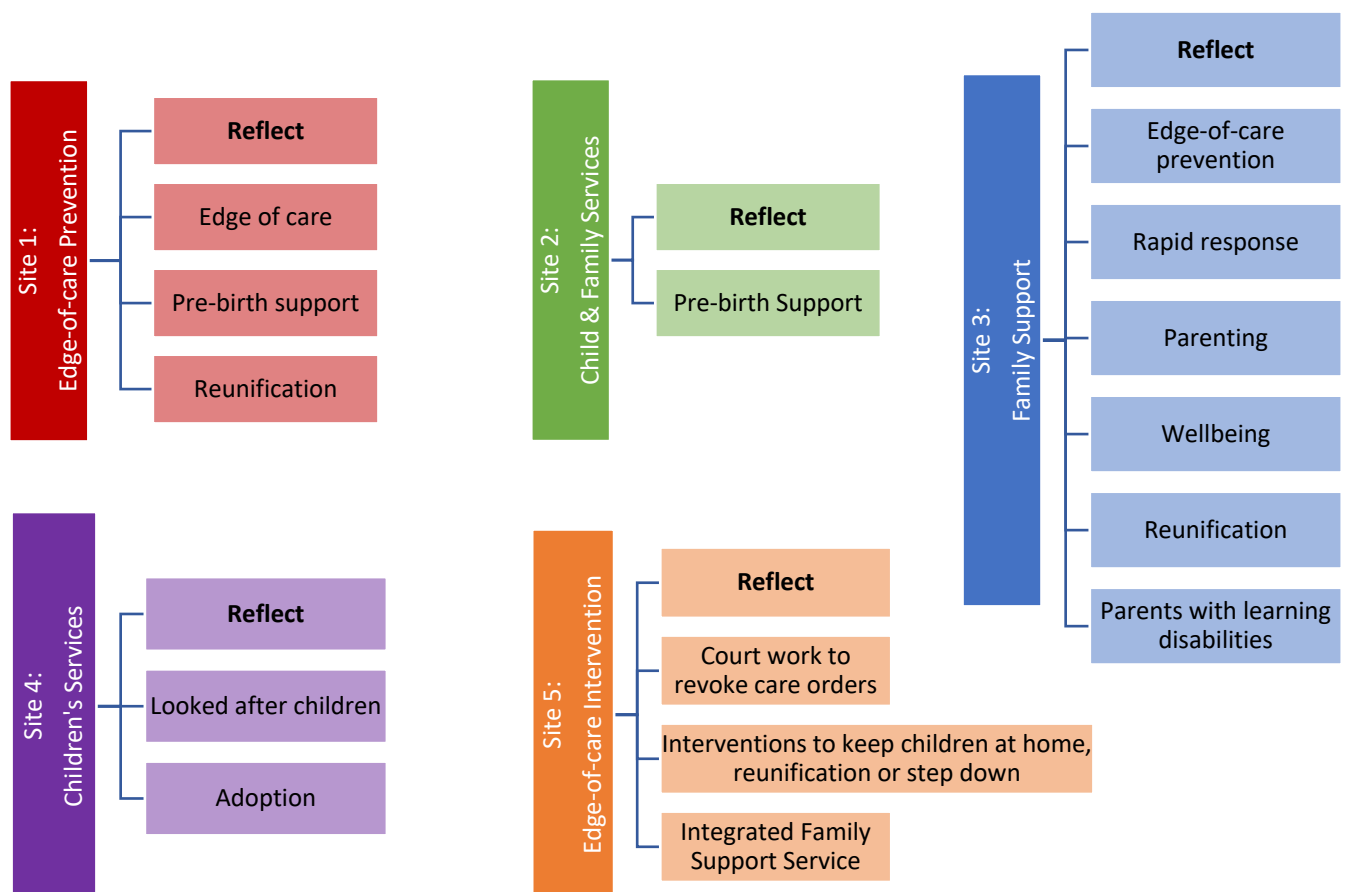 Site 1:
Edge-of-care Prevention
Reflect
Edge of care
Pre-birth support
Reunification
Site 2:
Child & Family Services
Reflect
Pre-birth Support
Site 3:
Family Support
Reflect
Edge-of-care
prevention
Rapid response
Parenting
Wellbeing
Reunification
Parents with learning
disabilities
Site 4:
Children's Services
Reflect
Looked after children
Adoption
Site 5:
Edge-of-care Intervention
Reflect
Court work to
revoke care orders
Interventions to keep children at home,
reunification or step down
Integrated Family
Support Service